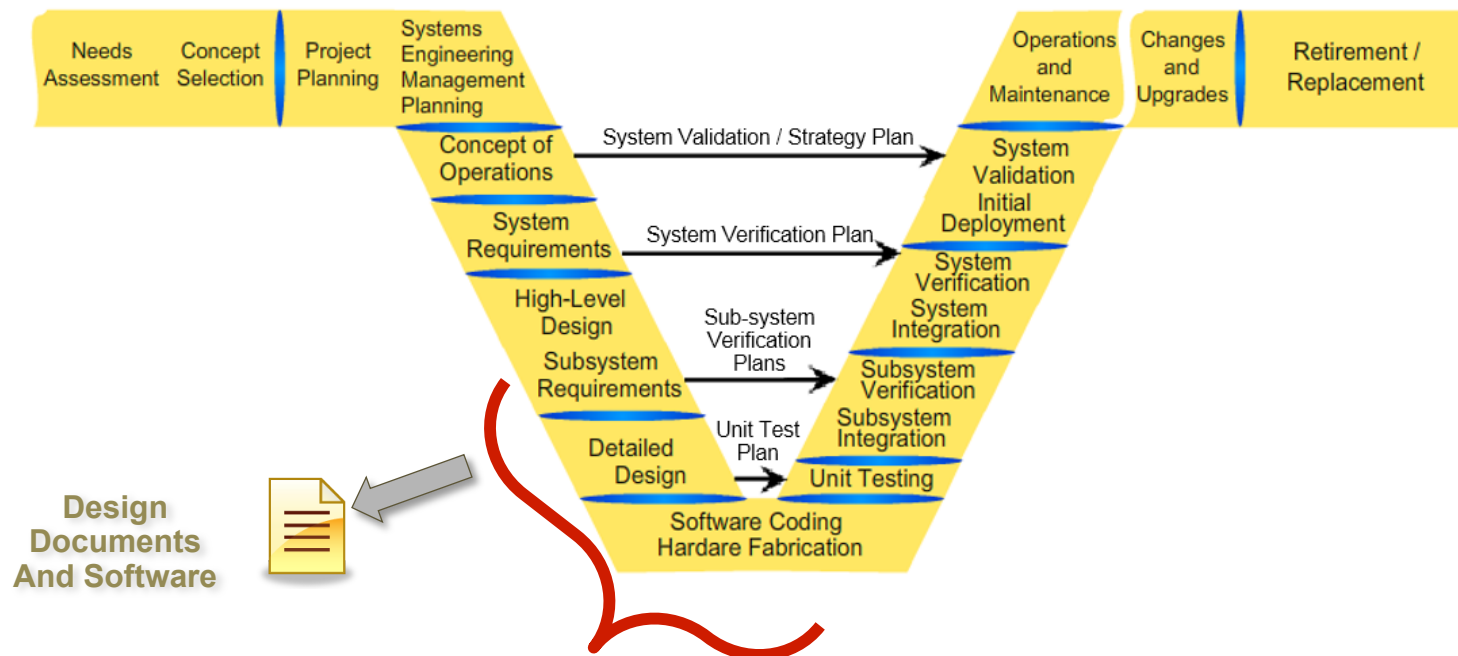 Needs
Assessment
Concept
Selection
Project
Planning
Systems
Engineering
Management
Planning
Operations
and
Maintenance
Changes
and
Upgrades
Retirement /
Replacement
Concept of
Operations
System Validation / Strategy Plan
System
Validation
Initial
Deployment
System
Requirements
System Verification Plan
System
Verification
System
Integration
High-Level
Design
Subsystem
Requirements
Sub-system
Verification
Plans
Subsystem
Verification
Subsystem
Integration
Detailed
Design
Unit Test
Plan
Unit Testing
Software Coding
Hardare Fabrication
Design
Documents
And Software